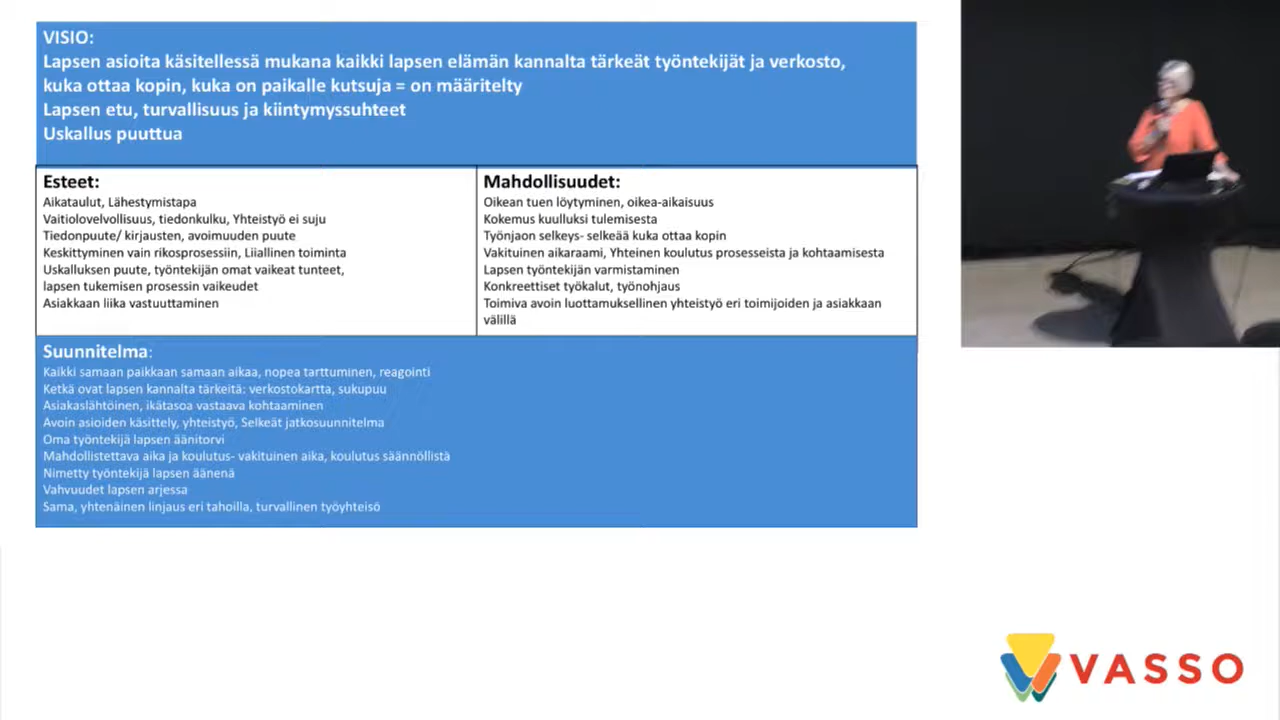 VISIO:
Lapsen asioita käsitellessä mukana kaikki lapsen elämän kannalta tärkeät työntekijät ja verkosto,
kuka ottaa kopin, kuka on paikalle kutsuja = on määritelty
Lapsen etu, turvallisuus ja kiintymyssuhteet
Uskallus puuttua
Esteet:
Aikataulut, Lähestymistapa
Vaitiolovelvollisuus, tiedonkulku, Yhteistyö ei suju
Tiedonpuute/ kirjausten, avoimuuden puute
Keskittyminen vain rikosprosessiin, Liiallinen toiminta
Uskalluksen puute, työntekijän omat vaikeat tunteet,
lapsen tukemisen prosessin vaikeudet
Asiakkaan liika vastuuttaminen
Mahdollisuudet:
Oikean tuen löytyminen, oikea-aikaisuus
Kokemus kuulluksi tulemisesta
Työnjaon selkeys- selkeää kuka ottaa kopin
Vakituinen aikaraami, Yhteinen koulutus prosesseista ja kohtaamisesta
Lapsen työntekijän varmistaminen
Konkreettiset työkalut, työnohjaus
Toimiva avoin luottamuksellinen yhteistyö eri toimijoiden ja asiakkaan
välillä
Suunnitelma:
Kaikki samaan paikkaan samaan aikaa, nopea tarttuminen, reagointi
Ketkä ovat lapsen kannalta tärkeitä: verkostokartta, sukupuu
Asiakaslähtöinen, ikätasoa vastaava kohtaaminen
Avoin asioiden käsittely, yhteistyö, Selkeät jatkosuunnitelma
Oma työntekijä lapsen äänitorvi
Mahdollistettava aika ja koulutus- vakituinen aika, koulutus säännöllistä
Nimetty työntekijä lapsen äänenä
Vahvuudet lapsen arjessa
Sama, yhtenäinen linjaus eri tahoilla, turvallinen työyhteisö
VASSO